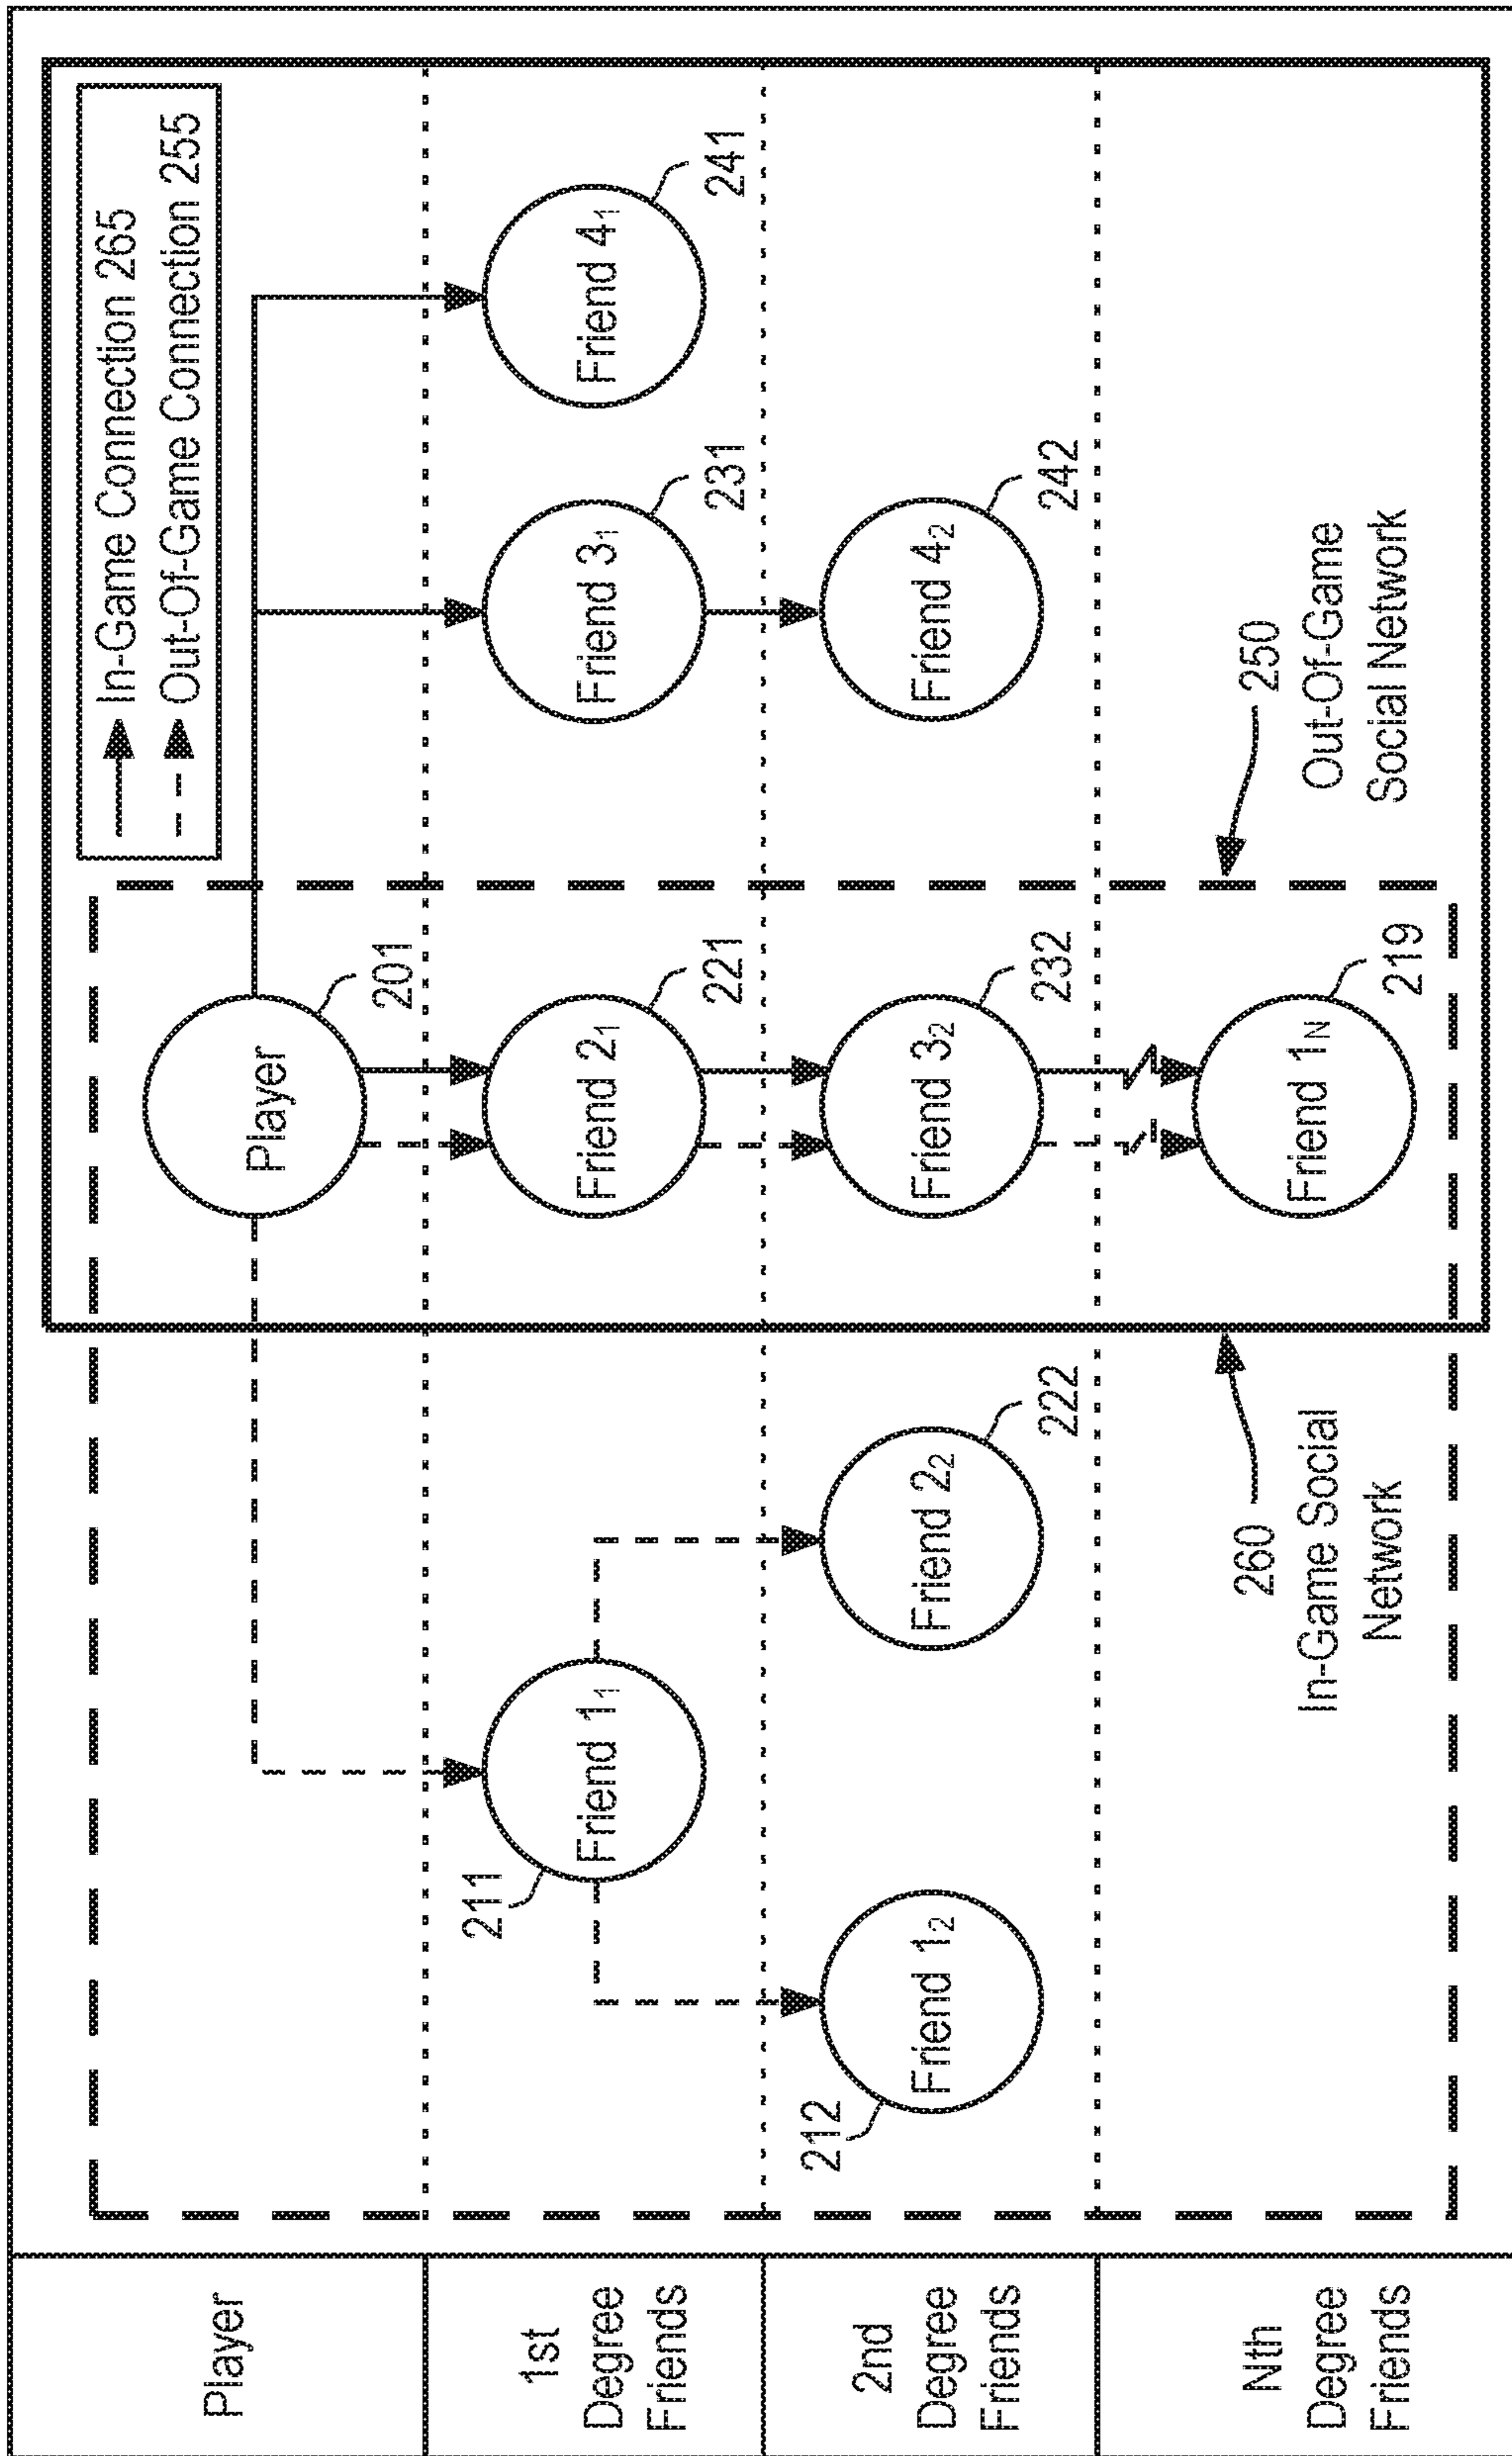 In-Game Connection 265
Out-Of-Game Connection 255
Player
Player
201
1st
Degree
Friends
211
Friend 1₁
Friend 2₁
221
Friend 3₁
231
Friend 4₁
241
2nd
Degree
Friends
212
Friend 1₂
Friend 2₂
222
Friend 3₂
232
Friend 4₂
242
Nth
Degree
Friends
260
In-Game Social
Network
Friend 1ₙ
219
250
Out-Of-Game
Social Network